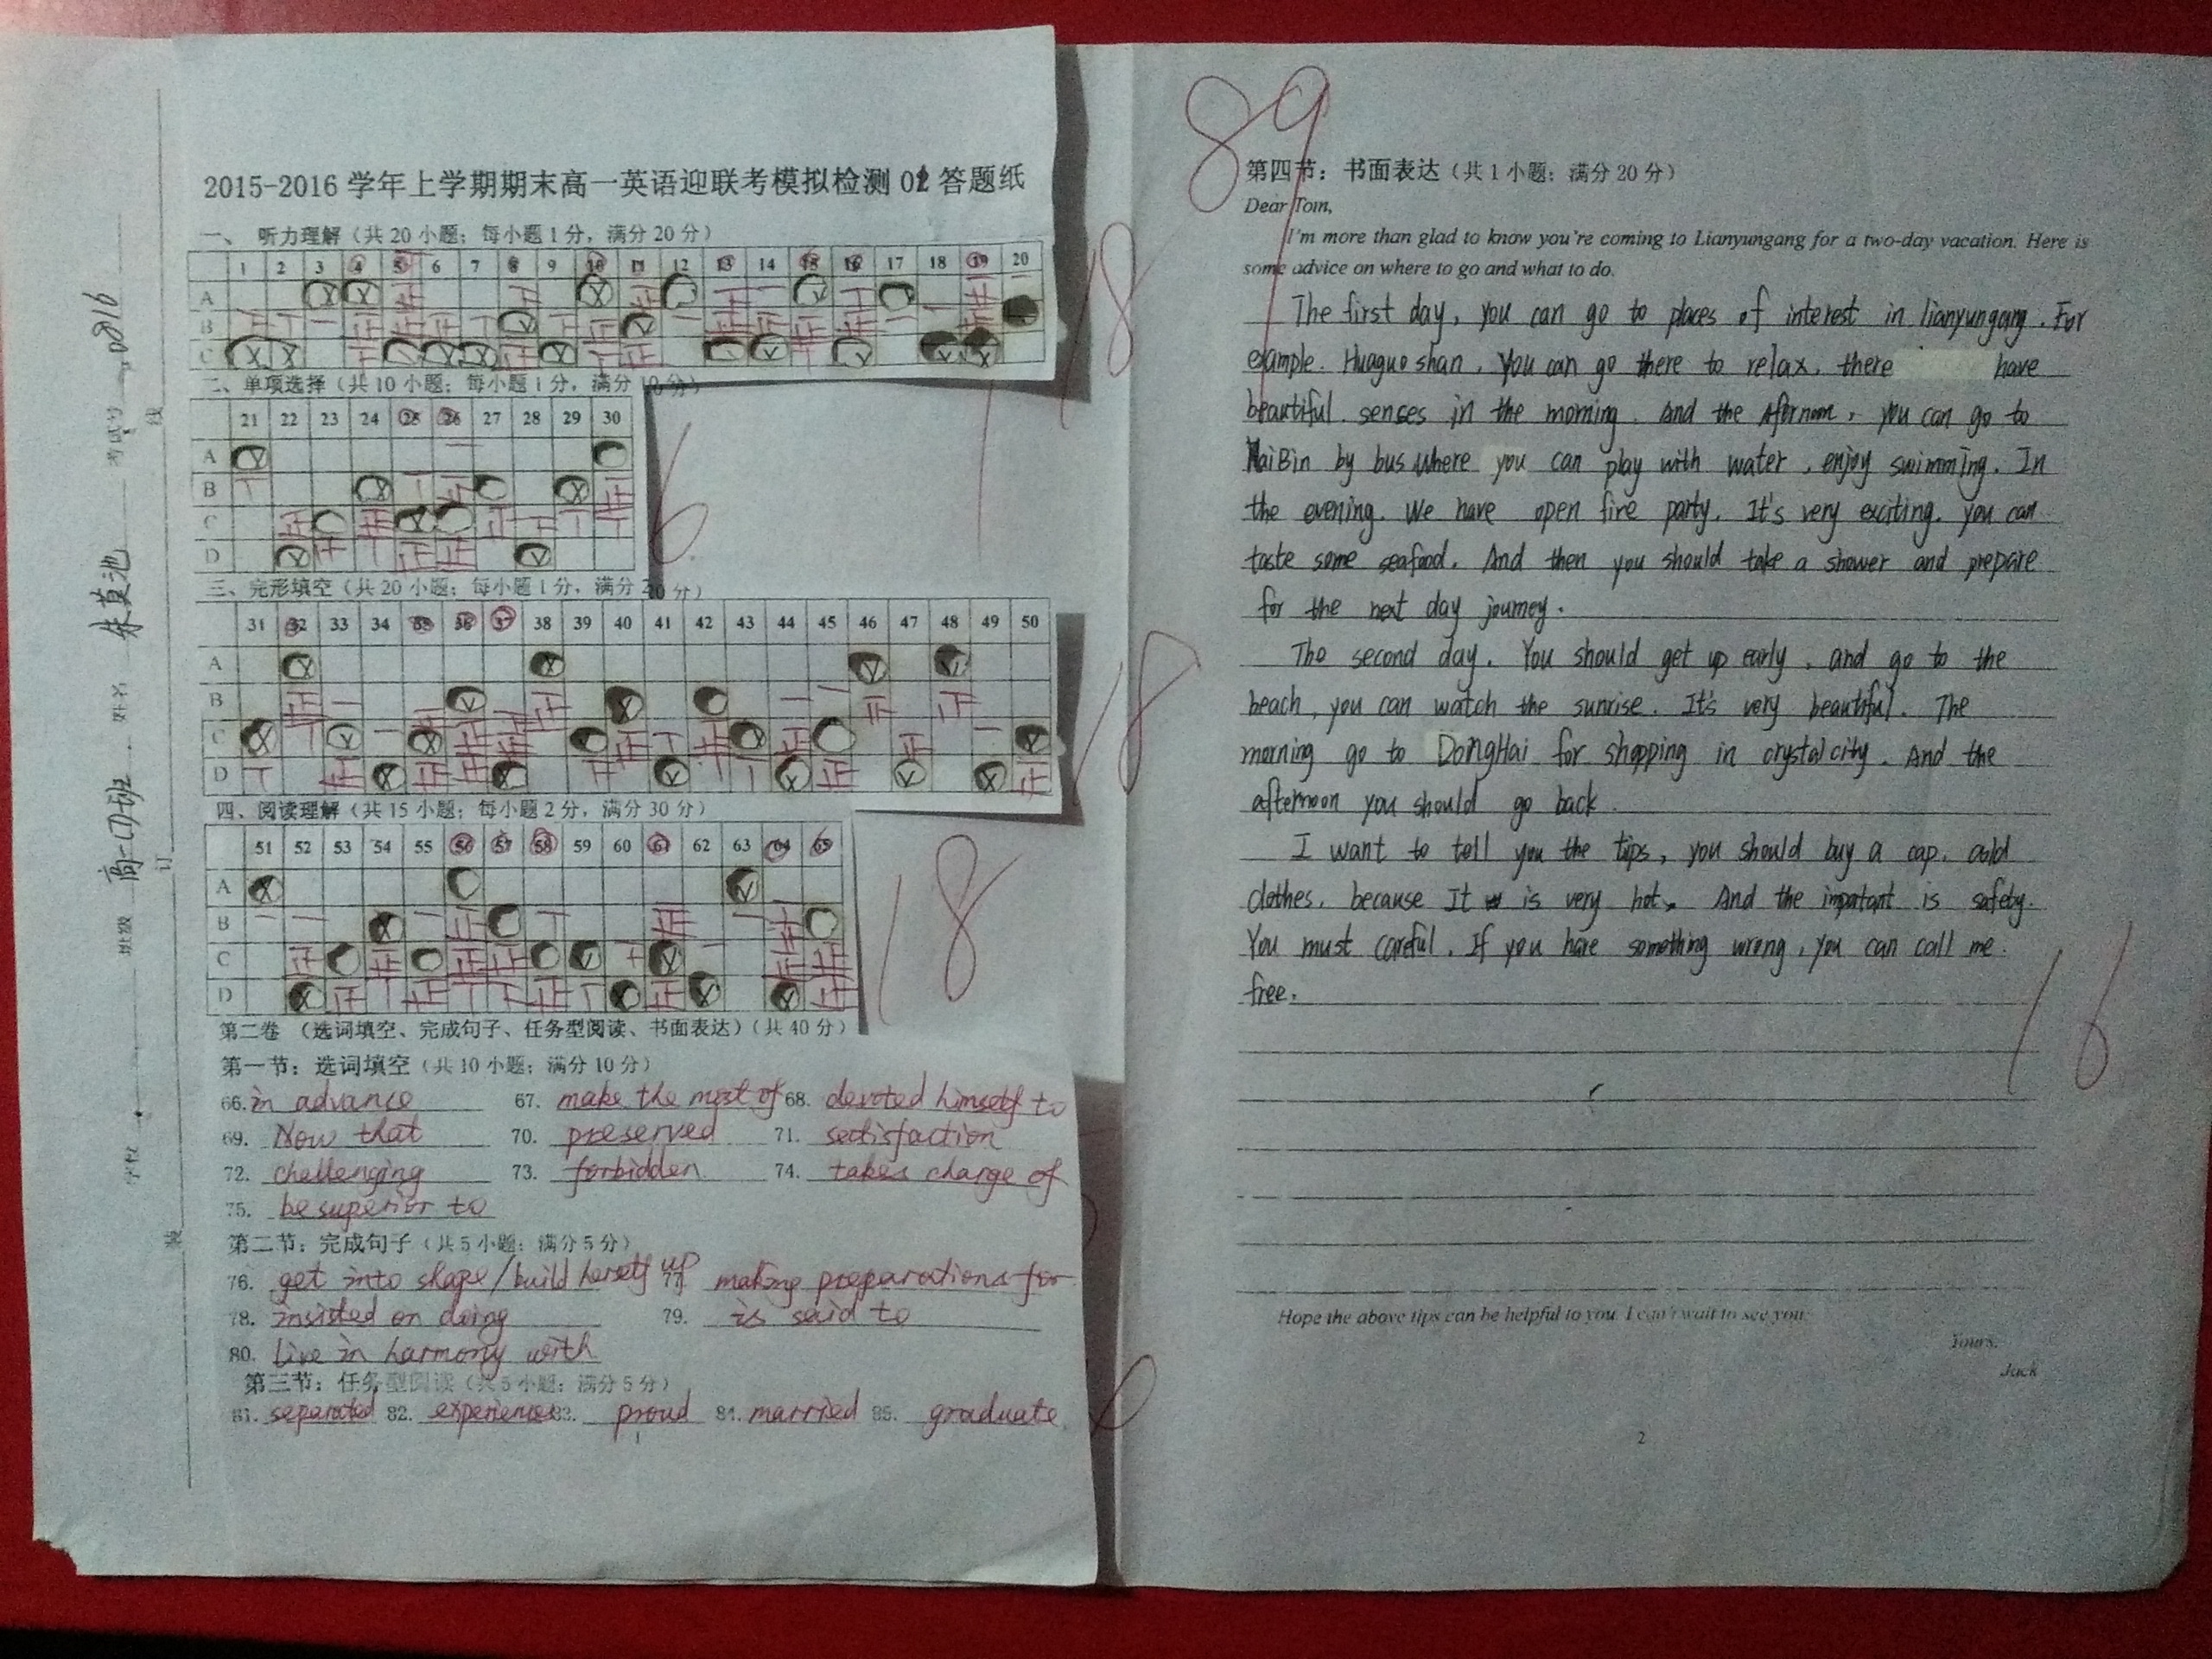 2015-2016 学年上学期期末高一英语迎联考模拟检测 02 答题纸
一、 听力理解（共 20 小题；每小题 1 分，满分 20 分）
1 2 3 4 5 6 7 8 9 10 11 12 13 14 15 16 17 18 19 20
A
B
C
18
二、单项选择（共 10 小题；每小题 1 分，满分 10 分）
21 22 23 24 25 26 27 28 29 30
A
B
C
D
6
三、完形填空（共 20 小题；每小题 1 分，满分 20 分）
31 32 33 34 35 36 37 38 39 40 41 42 43 44 45 46 47 48 49 50
A
B
C
D
18
四、阅读理解（共 15 小题；每小题 2 分，满分 30 分）
51 52 53 54 55 56 57 58 59 60 61 62 63 64 65
A
B
C
D
18
第二卷 （选词填空、完成句子、任务型阅读、书面表达）（共 40 分）
第一节：选词填空（共 10 小题；满分 10 分）
66. in advance 67. make the most of 68. devoted himself to
69. Now that 70. preserved 71. satisfaction
72. challenging 73. forbidden 74. takes charge of
75. be superior to
第二节：完成句子（共 5 小题；满分 5 分）
76. get into shape/build herself up 77. making preparations for
78. insisted on doing 79. is said to
80. live in harmony with
第三节：任务型阅读（共 5 小题；满分 5 分）
81. separated 82. experiences 83. proud 84. married 85. graduate
1
学校 班级 高一(7)班 姓名 考试号 0816
装 订 线
89
第四节：书面表达（共 1 小题；满分 20 分）
Dear Tom,
I'm more than glad to know you're coming to Lianyungang for a two-day vacation. Here is
some advice on where to go and what to do.
The first day, you can go to places of interest in lianyungang. For
example. Huaguo shan. You can go there to relax. there have
beautiful. senses in the morning. And the afernoon, you can go to
HaiBin by bus where you can play with water, enjoy swimming. In
the evening. We have open fire party. It's very exciting. you can
taste some seafood. And then you should take a shower and prepare
for the next day journey.
The second day. You should get up early, and go to the
beach, you can watch the sunrise. It's very beautiful. The
morning go to DongHai for shopping in crystal city. And the
afternoon you should go back.
I want to tell you the tips, you should buy a cap. cold
clothes. because It is very hot. And the impotant is safety.
You must careful. If you have something wrong, you can call me.
free.
16
Hope the above tips can be helpful to you. I can't wait to see you.
Yours,
Jack
2